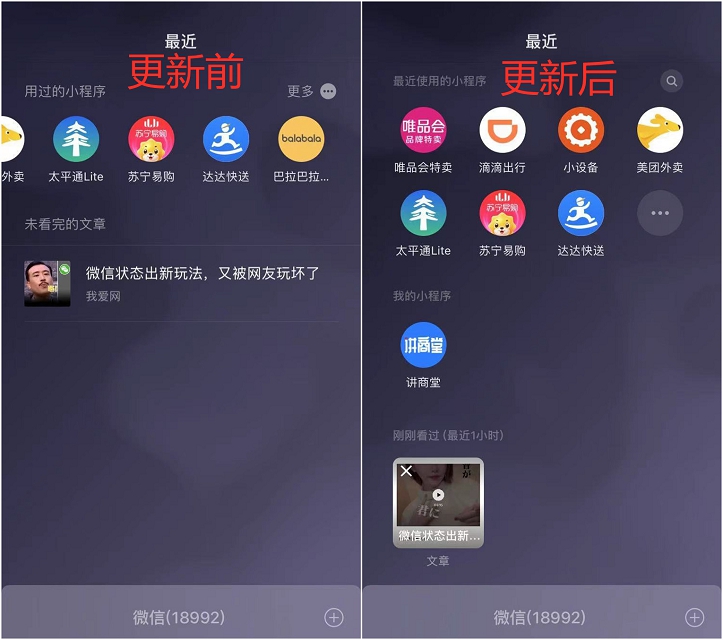 最近
更新前
用过的小程序
更多
balabala
外卖
太平通Lite
苏宁易购
苏宁易购
达达快送
巴拉巴拉...
未看完的文章
微信状态出新玩法，又被网友玩坏了
我爱网
微信(18992)
最近
更新后
最近使用的小程序
唯品会
品牌特卖
唯品会特卖
滴滴出行
小设备
美团外卖
苏宁易购
太平通Lite
苏宁易购
达达快送
我的小程序
讲商堂
讲商堂
刚刚看过 (最近1小时)
君に
微信状态出新...
文章
微信(18992)